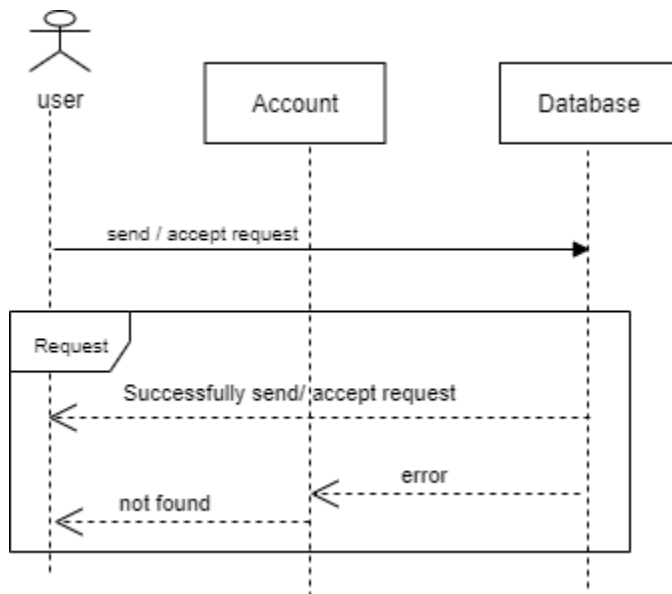 user
Account
Database
send / accept request
Request
Successfully send/ accept request
error
not found